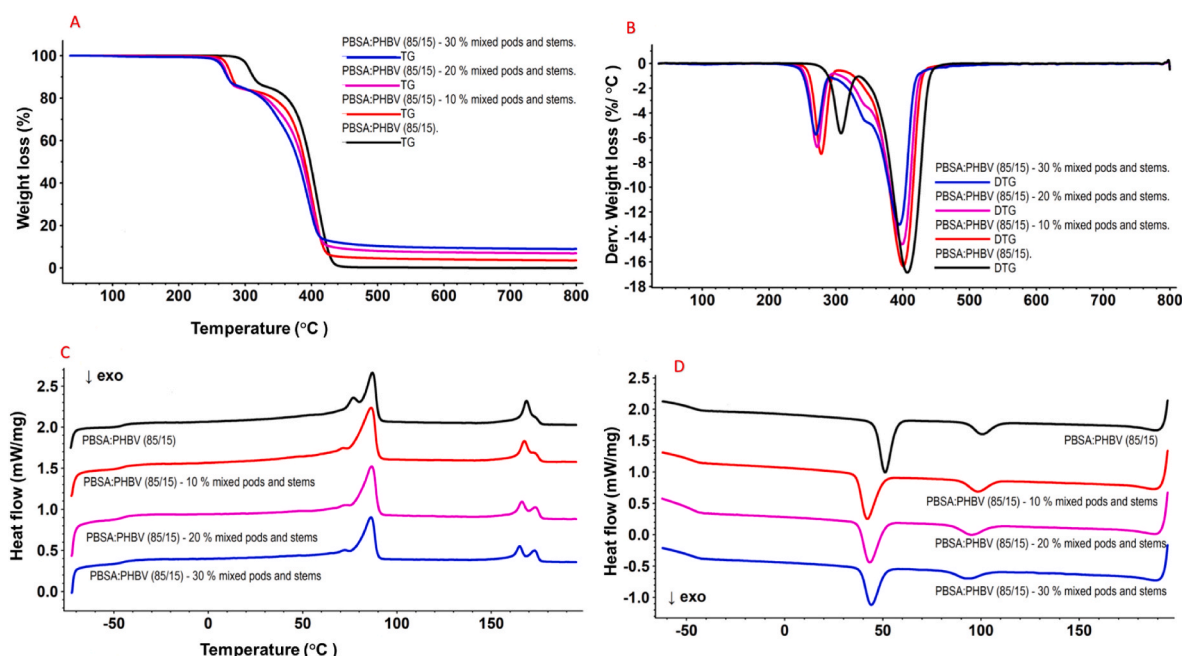 A
PBSA:PHBV (85/15) - 30 % mixed pods and stems.
TG
PBSA:PHBV (85/15) - 20 % mixed pods and stems.
TG
PBSA:PHBV (85/15) - 10 % mixed pods and stems.
TG
PBSA:PHBV (85/15).
TG
Weight loss (%)
100
80
60
40
20
0
100 200 300 400 500 600 700 800
Temperature (°C )
B
Derv. Weight loss (%/ °C)
0
-2
-4
-6
-8
-10
-12
-14
-16
-18
PBSA:PHBV (85/15) - 30 % mixed pods and stems.
DTG
PBSA:PHBV (85/15) - 20 % mixed pods and stems.
DTG
PBSA:PHBV (85/15) - 10 % mixed pods and stems.
DTG
PBSA:PHBV (85/15).
DTG
100 200 300 400 500 600 700 800
Temperature (°C )
C
↓ exo
Heat flow (mW/mg)
2.5
2.0
1.5
1.0
0.5
0.0
PBSA:PHBV (85/15)
PBSA:PHBV (85/15) - 10 % mixed pods and stems
PBSA:PHBV (85/15) - 20 % mixed pods and stems
PBSA:PHBV (85/15) - 30 % mixed pods and stems
-50 0 50 100 150
Temperature (°C )
D
Heat flow (mW/mg)
2.0
1.5
1.0
0.5
0.0
-0.5
-1.0
PBSA:PHBV (85/15)
PBSA:PHBV (85/15) - 10 % mixed pods and stems
PBSA:PHBV (85/15) - 20 % mixed pods and stems
PBSA:PHBV (85/15) - 30 % mixed pods and stems
↓ exo
-50 0 50 100 150
Temperature (°C )